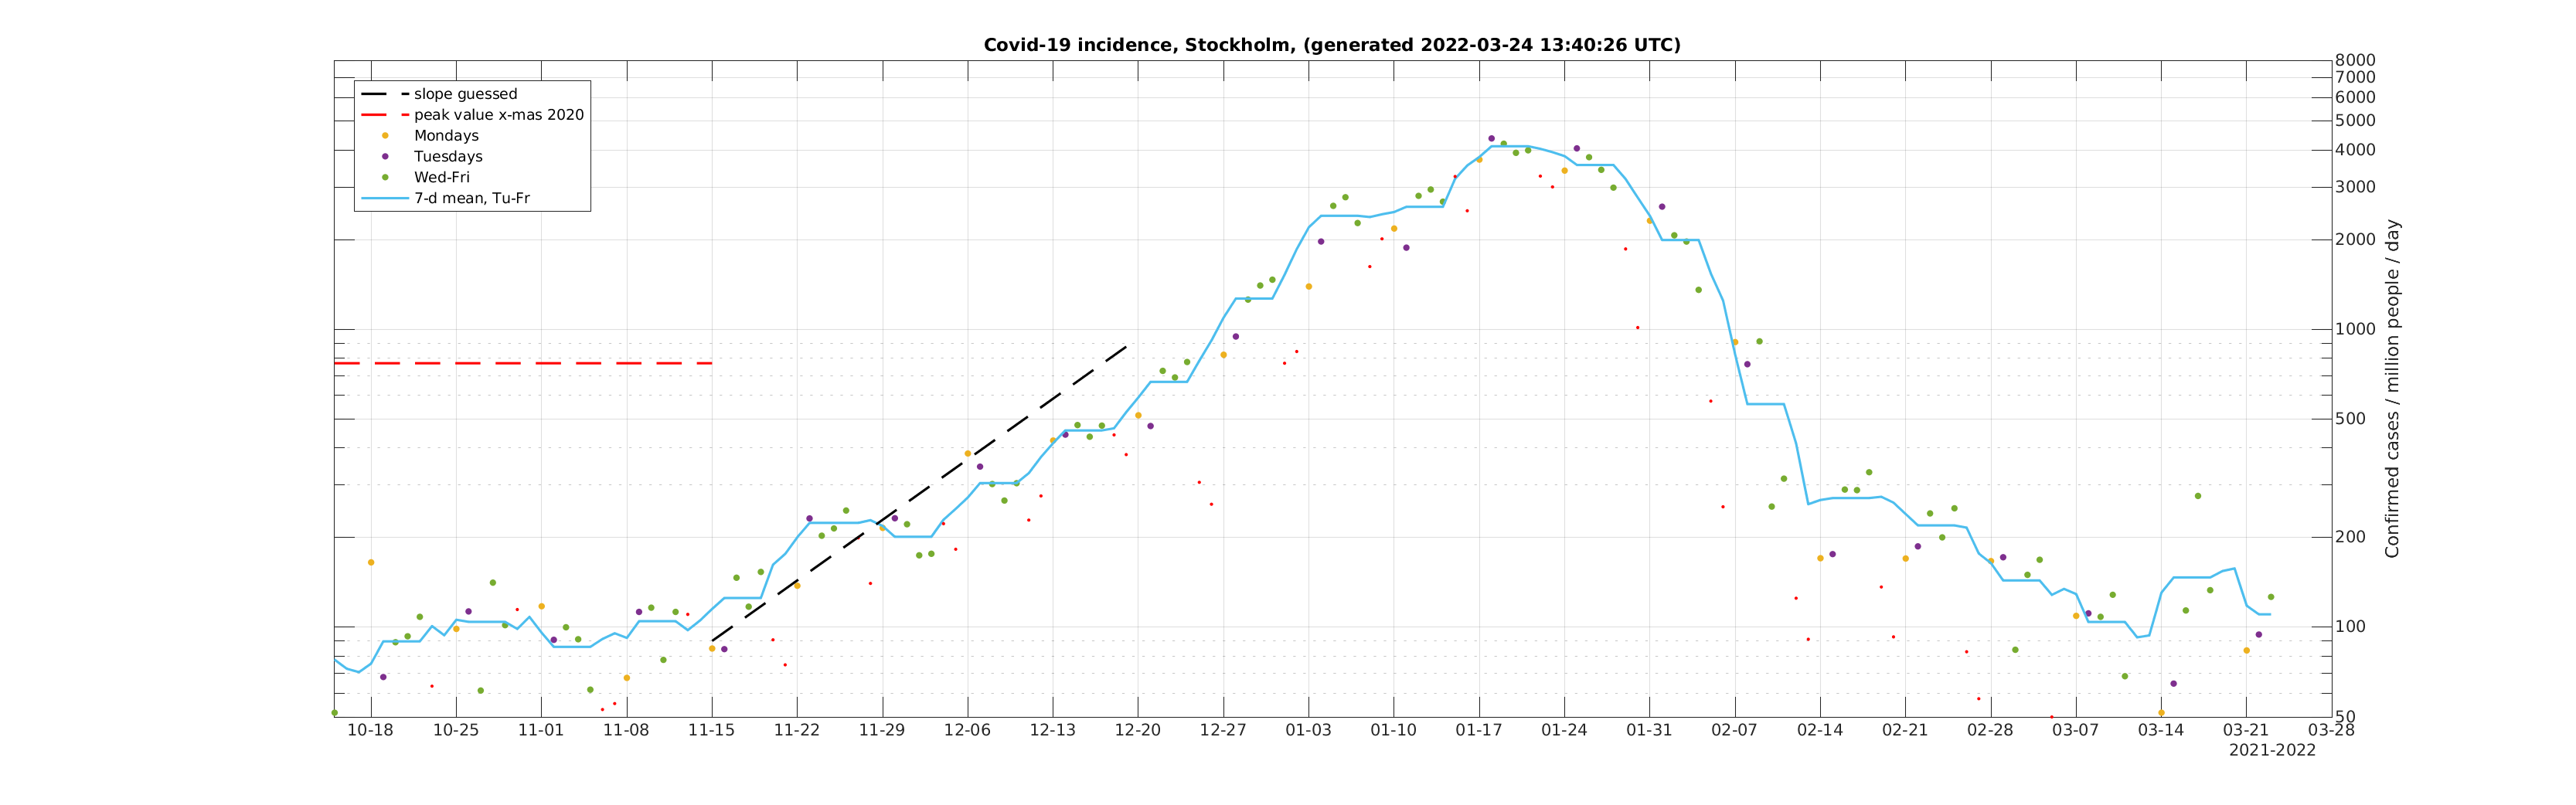 Covid-19 incidence, Stockholm, (generated 2022-03-24 13:40:26 UTC)
slope guessed
peak value x-mas 2020
Mondays
Tuesdays
Wed-Fri
7-d mean, Tu-Fr
8000
7000
6000
5000
4000
3000
2000
1000
500
200
100
50
Confirmed cases / million people / day
10-18 10-25 11-01 11-08 11-15 11-22 11-29 12-06 12-13 12-20 12-27 01-03 01-10 01-17 01-24 01-31 02-07 02-14 02-21 02-28 03-07 03-14 03-21 03-28
2021-2022